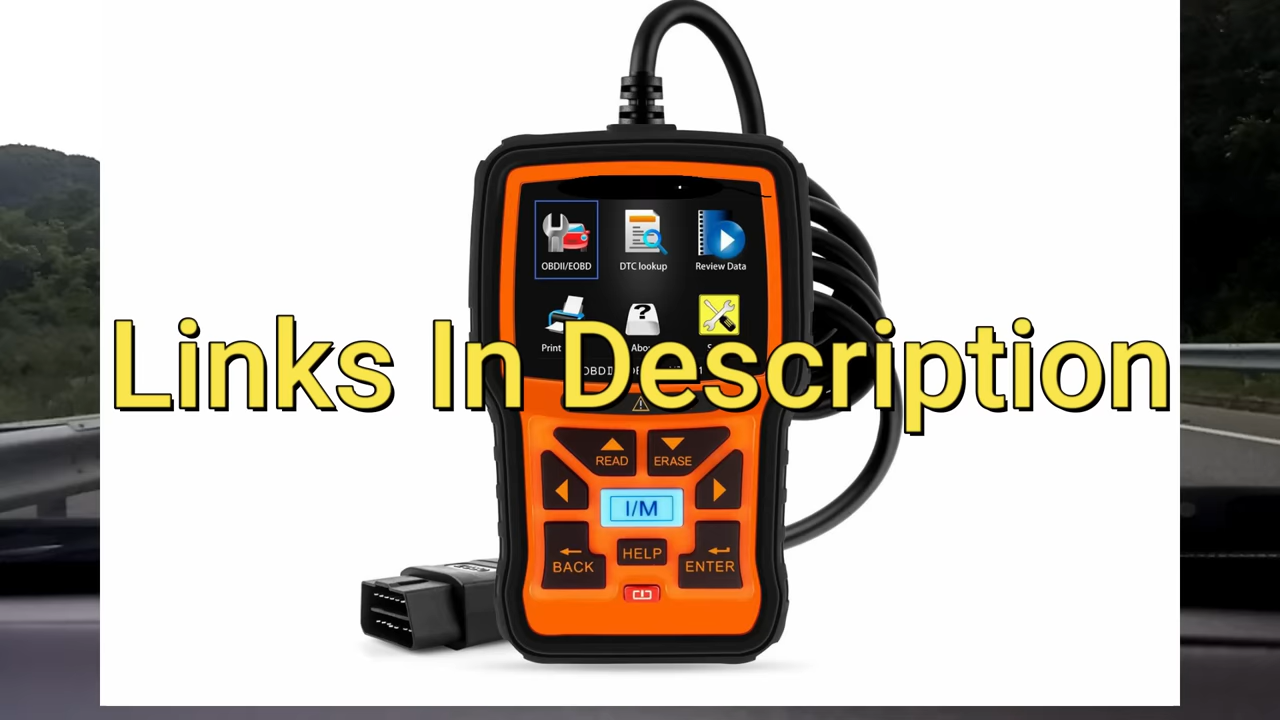 OBDII/EOBD DTC lookup Review Data
Print
Links In Description
READ ERASE
I/M
HELP
BACK ENTER